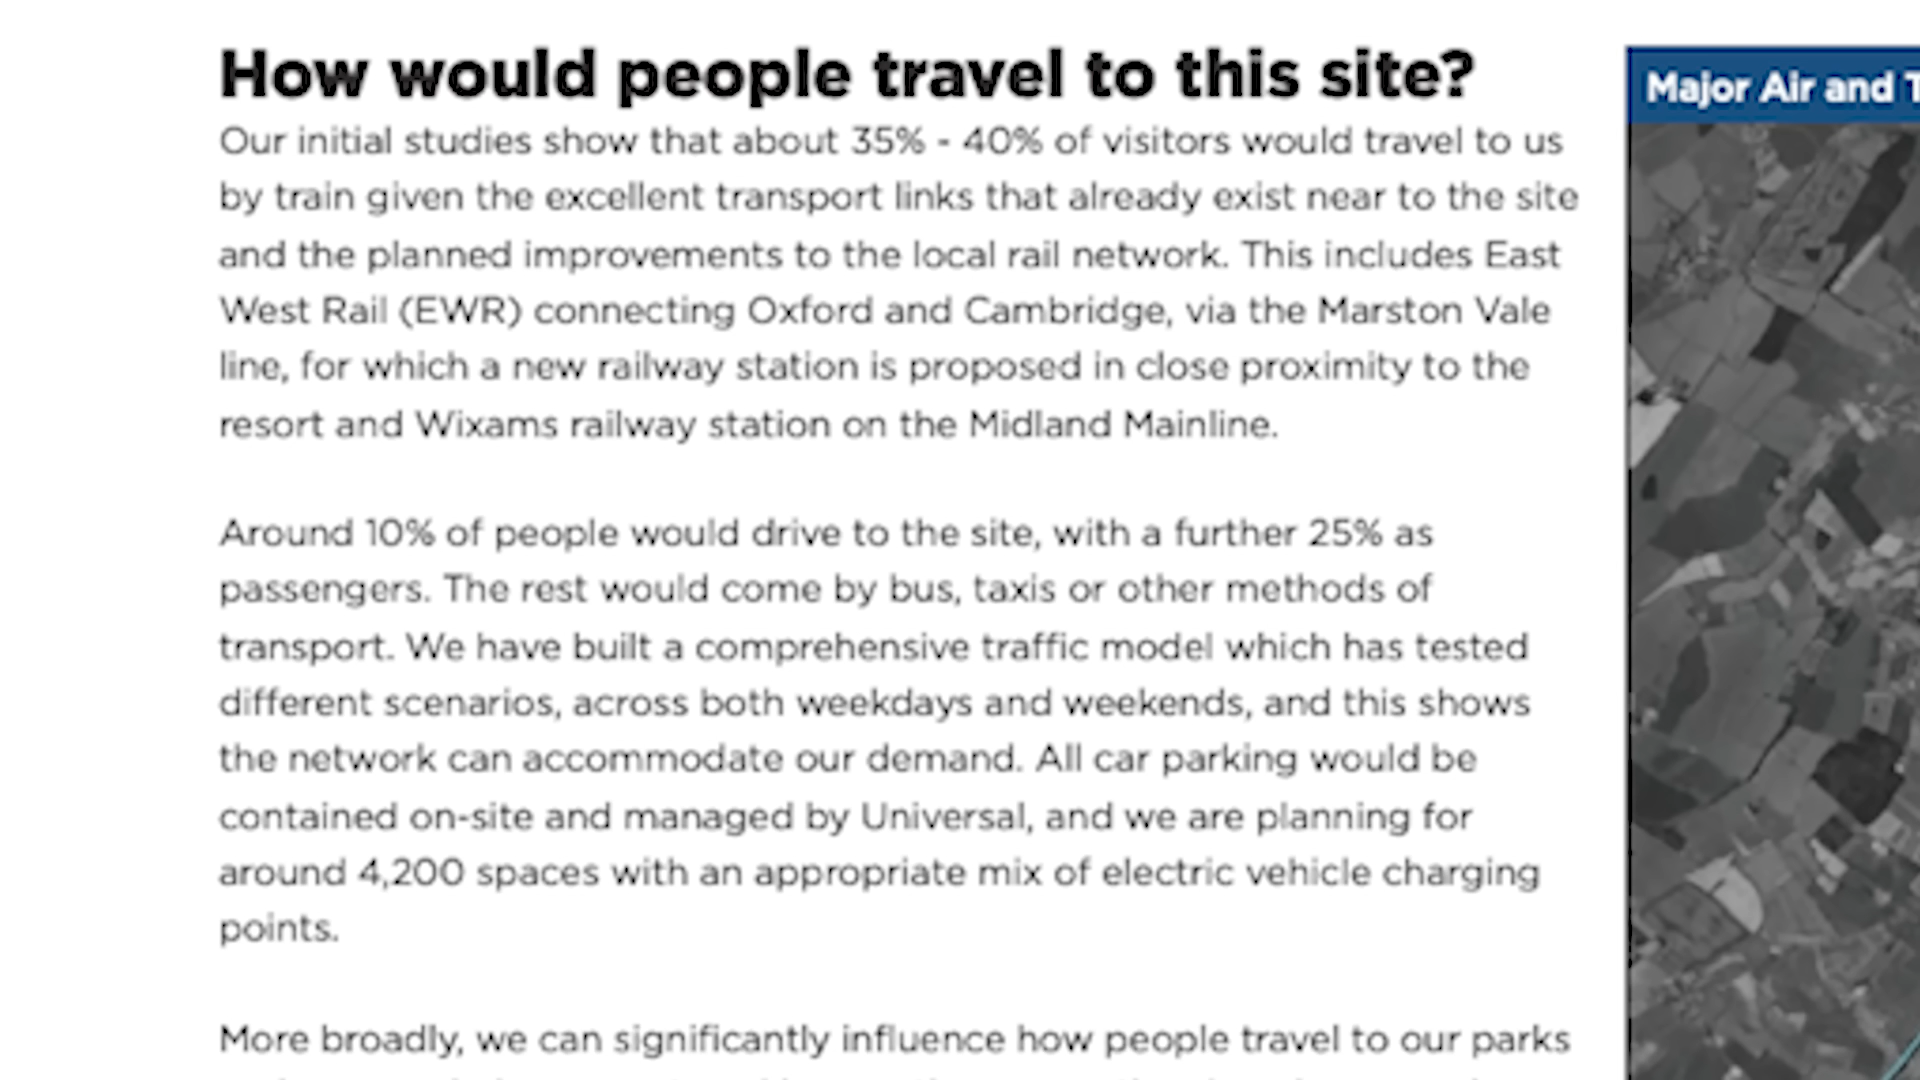 How would people travel to this site?
Our initial studies show that about 35% - 40% of visitors would travel to us
by train given the excellent transport links that already exist near to the site
and the planned improvements to the local rail network. This includes East
West Rail (EWR) connecting Oxford and Cambridge, via the Marston Vale
line, for which a new railway station is proposed in close proximity to the
resort and Wixams railway station on the Midland Mainline.
Around 10% of people would drive to the site, with a further 25% as
passengers. The rest would come by bus, taxis or other methods of
transport. We have built a comprehensive traffic model which has tested
different scenarios, across both weekdays and weekends, and this shows
the network can accommodate our demand. All car parking would be
contained on-site and managed by Universal, and we are planning for
around 4,200 spaces with an appropriate mix of electric vehicle charging
points.
More broadly, we can significantly influence how people travel to our parks
Major Air and T